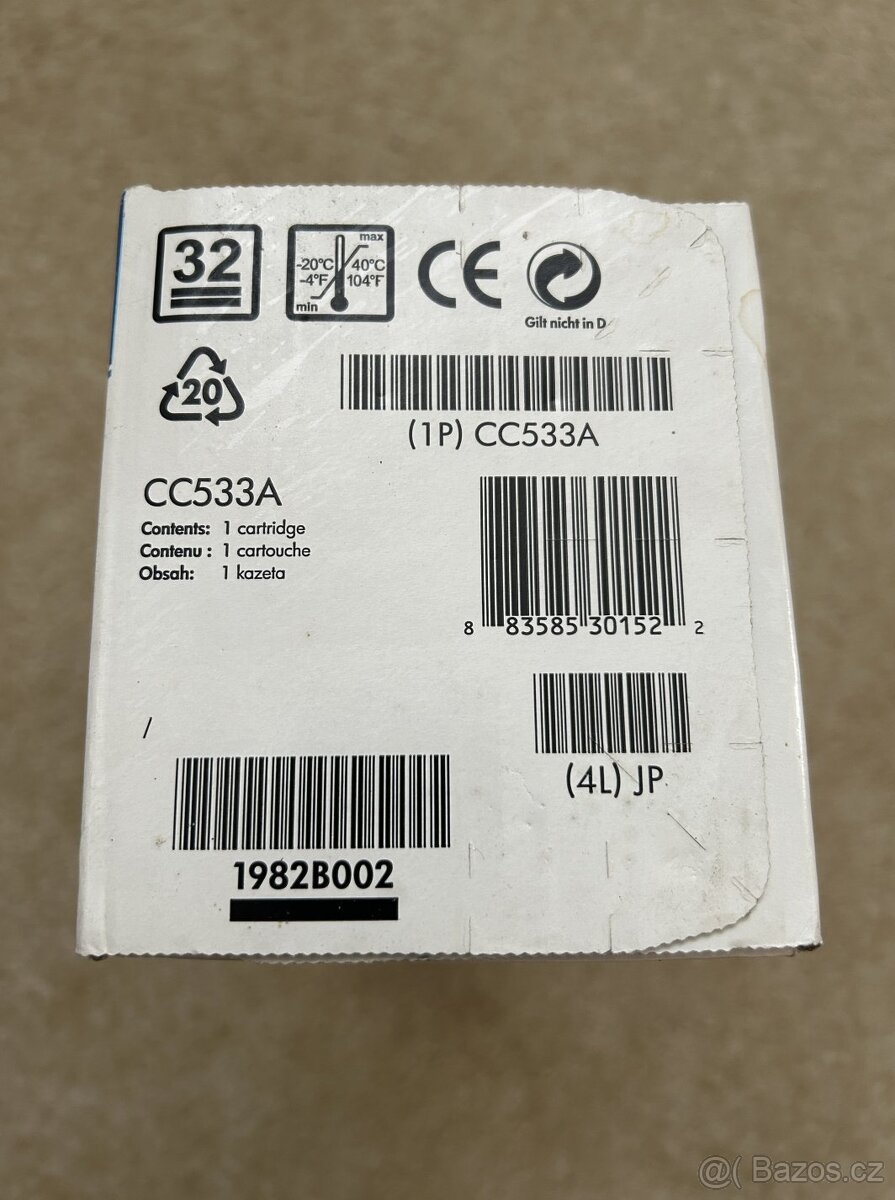 32
max
-20°C 40°C
-4°F 104°F
min
CE
Gilt nicht in D
20
(1P) CC533A
CC533A
Contents: 1 cartridge
Contenu : 1 cartouche
Obsah: 1 kazeta
8 83585 30152 2
/
(4L) JP
1982B002
@( Bazos.cz